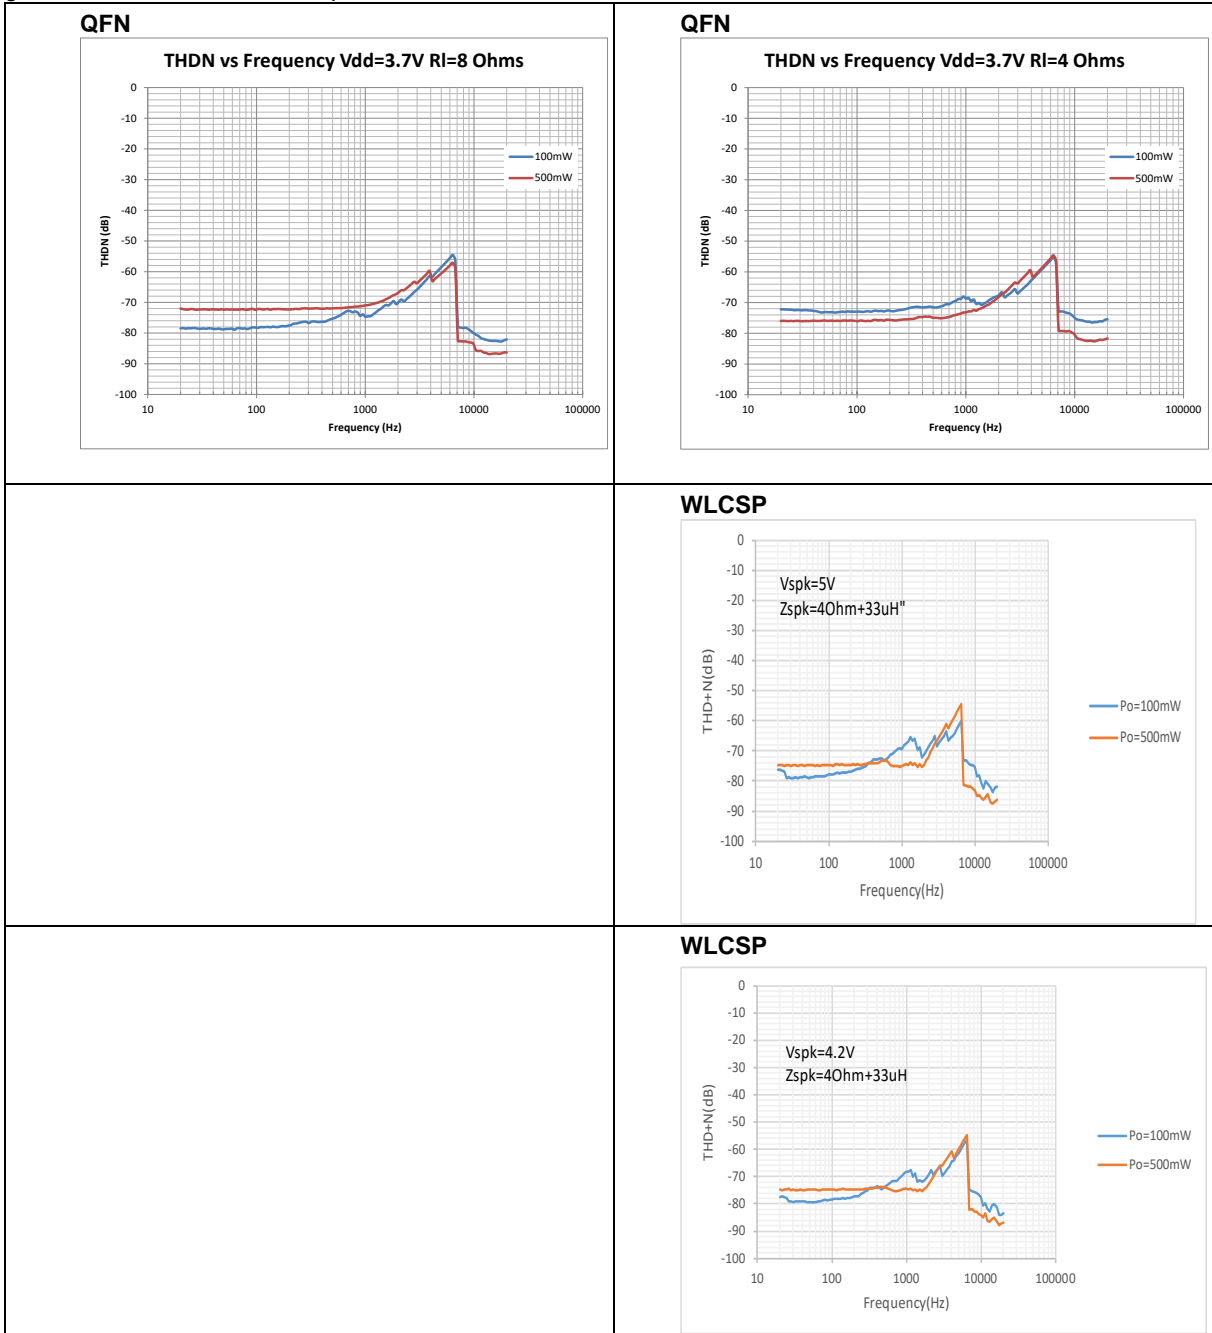 QFN
THDN vs Frequency Vdd=3.7V Rl=8 Ohms
0
-10
-20
-30
-40
-50
-60
-70
-80
-90
-100
THDN (dB)
100mW
500mW
10 100 1000 10000 100000
Frequency (Hz)
QFN
THDN vs Frequency Vdd=3.7V Rl=4 Ohms
0
-10
-20
-30
-40
-50
-60
-70
-80
-90
-100
THDN (dB)
100mW
500mW
10 100 1000 10000 100000
Frequency (Hz)
WLCSP
0
-10
-20
-30
-40
-50
-60
-70
-80
-90
-100
THD+N(dB)
Vspk=5V
Zspk=4Ohm+33uH"
Po=100mW
Po=500mW
10 100 1000 10000 100000
Frequency(Hz)
WLCSP
0
-10
-20
-30
-40
-50
-60
-70
-80
-90
-100
THD+N(dB)
Vspk=4.2V
Zspk=4Ohm+33uH
Po=100mW
Po=500mW
10 100 1000 10000 100000
Frequency(Hz)